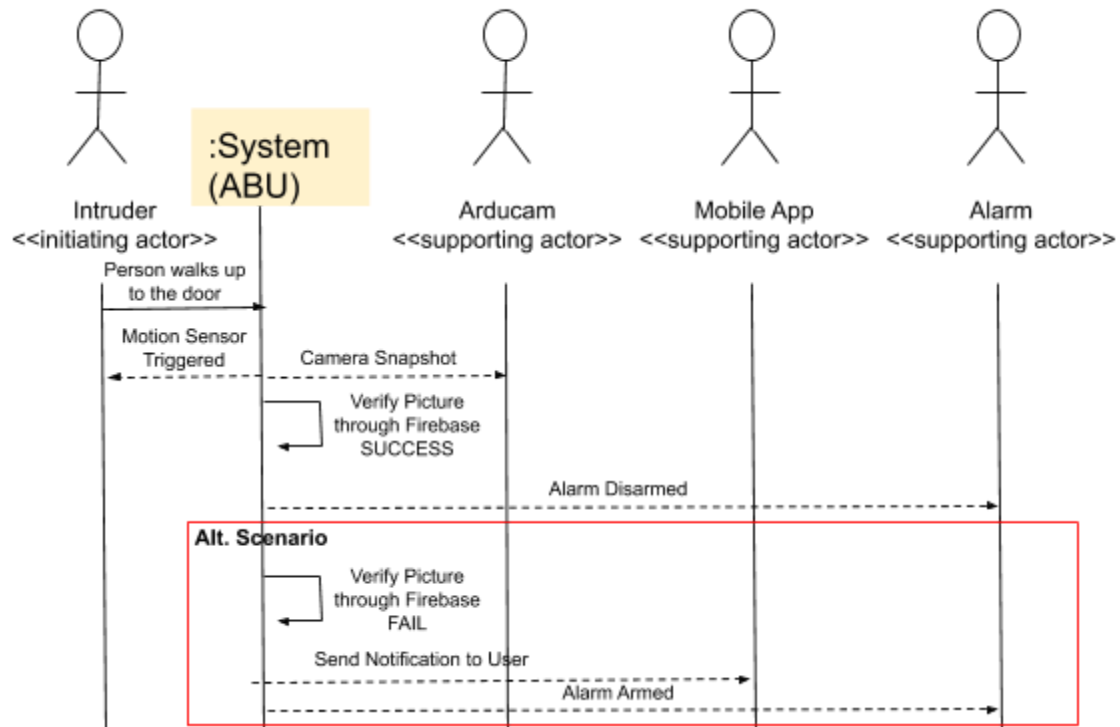 :System
(ABU)
Intruder
<<initiating actor>>
Arducam
<<supporting actor>>
Mobile App
<<supporting actor>>
Alarm
<<supporting actor>>
Person walks up
to the door
Motion Sensor
Triggered
Camera Snapshot
Verify Picture
through Firebase
SUCCESS
Alarm Disarmed
Alt. Scenario
Verify Picture
through Firebase
FAIL
Send Notification to User
Alarm Armed